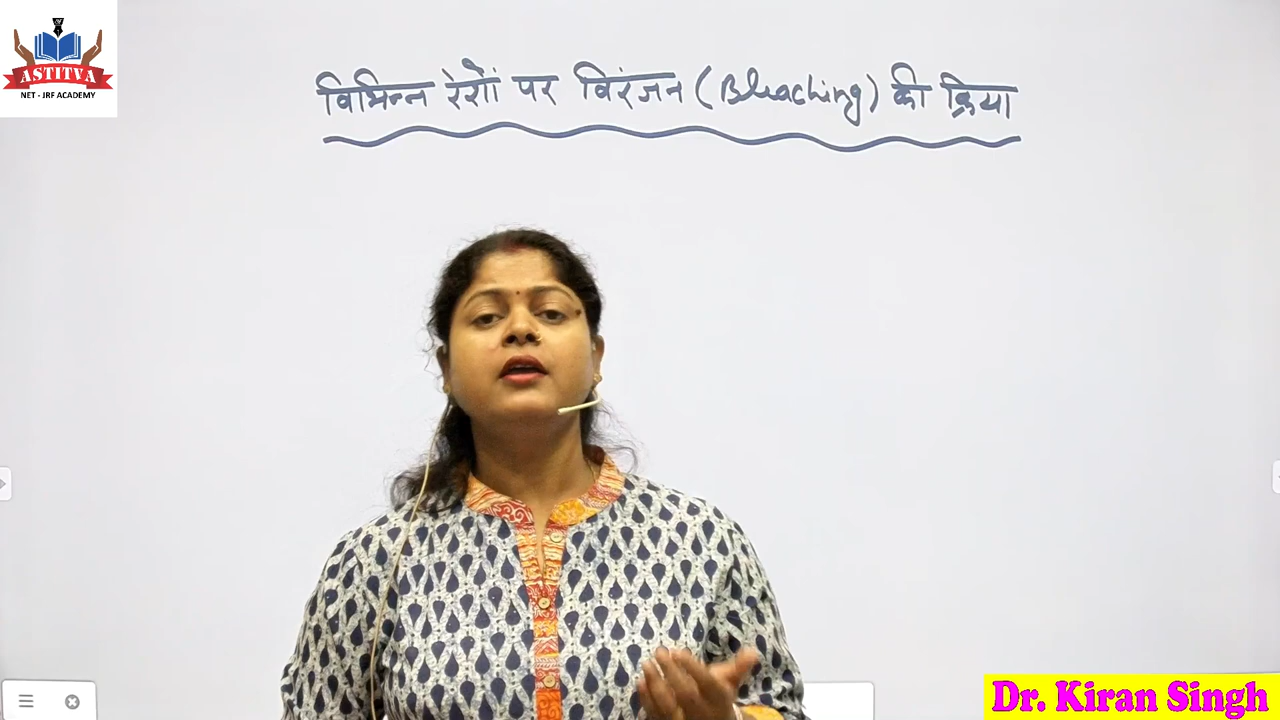 ASTITVA
NET - JRF ACADEMY
विभिन्न रेशों पर विरंजन (Bleaching) की क्रिया
Dr. Kiran Singh